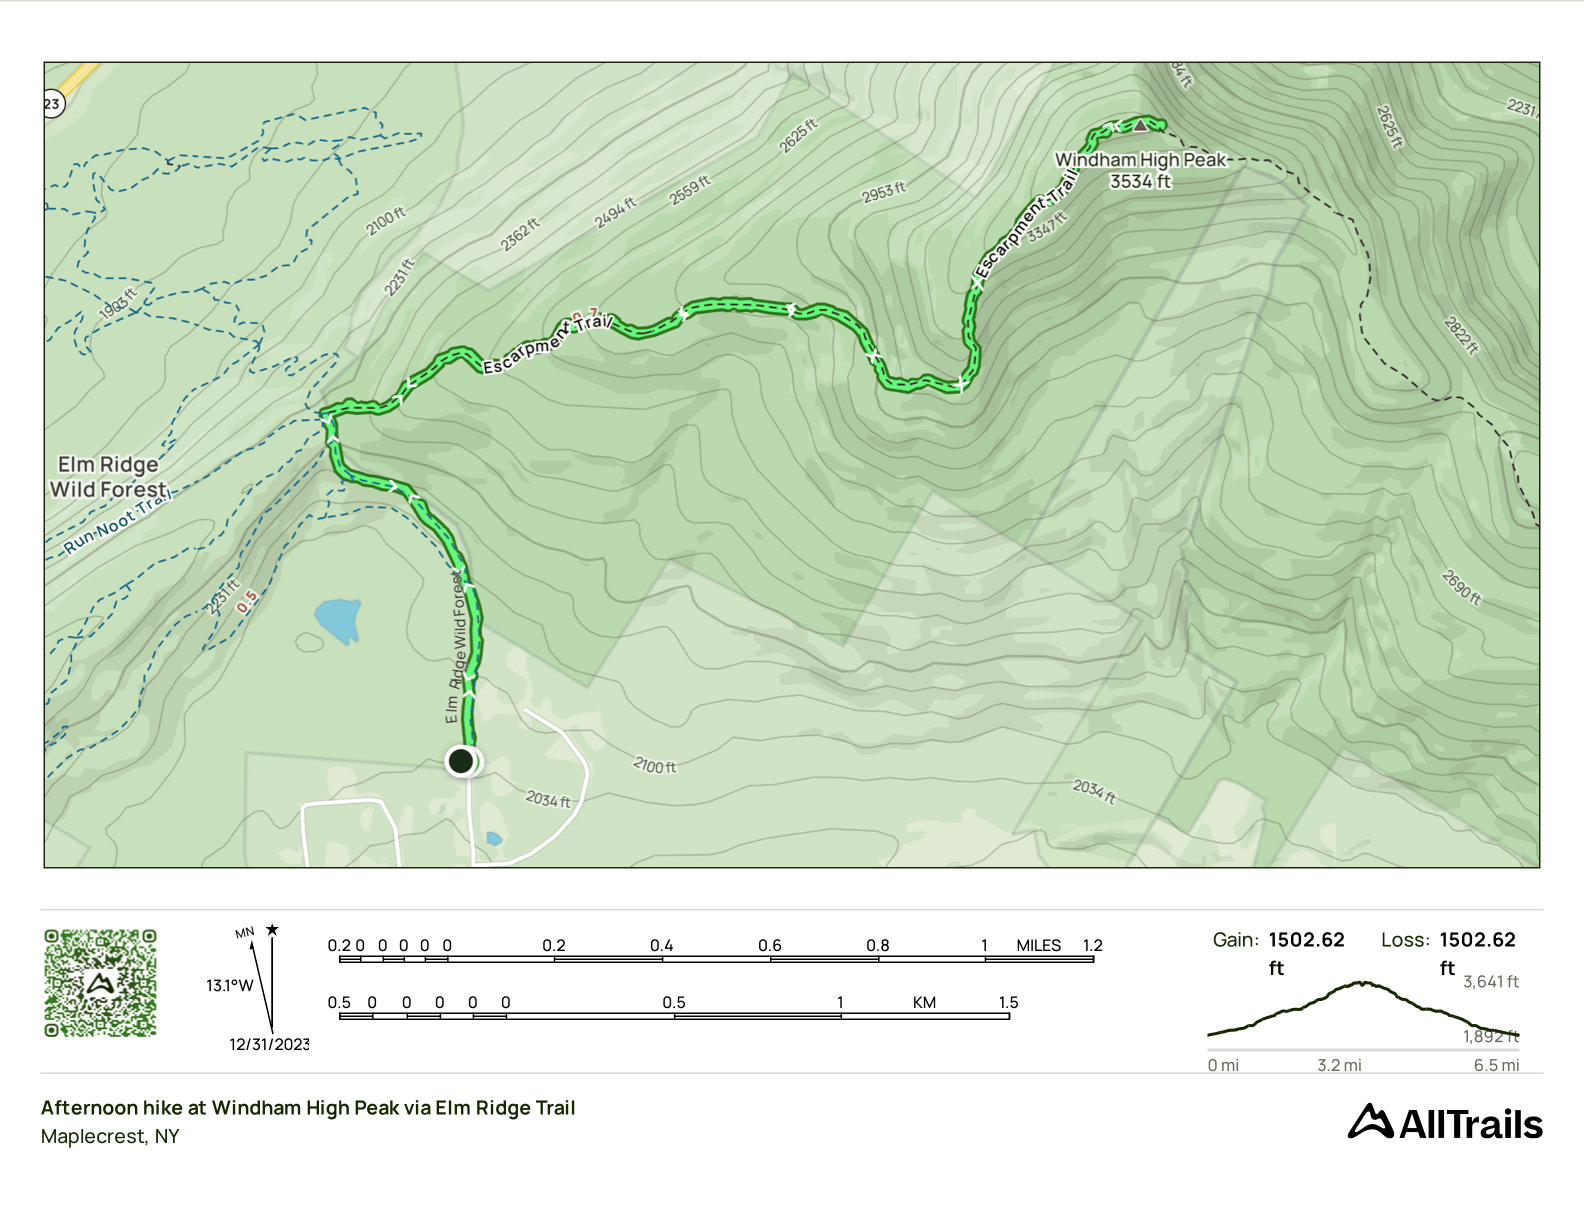 23
84 ft
2231
2625 ft
2625 ft
Windham High Peak
3534 ft
2559 ft
2953 ft
2494 ft
2100 ft
2362 ft
3347 ft
Escarpment Trail
2231 ft
1903 ft
0.7
Escarpment Trail
2822 ft
Elm Ridge
Wild Forest
Run-Noot Trail
2231 ft
0.5
2690 ft
Elm Ridge Wild Forest
2100 ft
2034 ft
2034 ft
MN
13.1°W
12/31/2023
0.2 0 0 0 0 0 0.2 0.4 0.6 0.8 1 MILES 1.2
0.5 0 0 0 0 0 0.5 1 KM 1.5
Gain: 1502.62 ft
Loss: 1502.62 ft
3,641 ft
1,892 ft
0 mi 3.2 mi 6.5 mi
Afternoon hike at Windham High Peak via Elm Ridge Trail
Maplecrest, NY
AllTrails